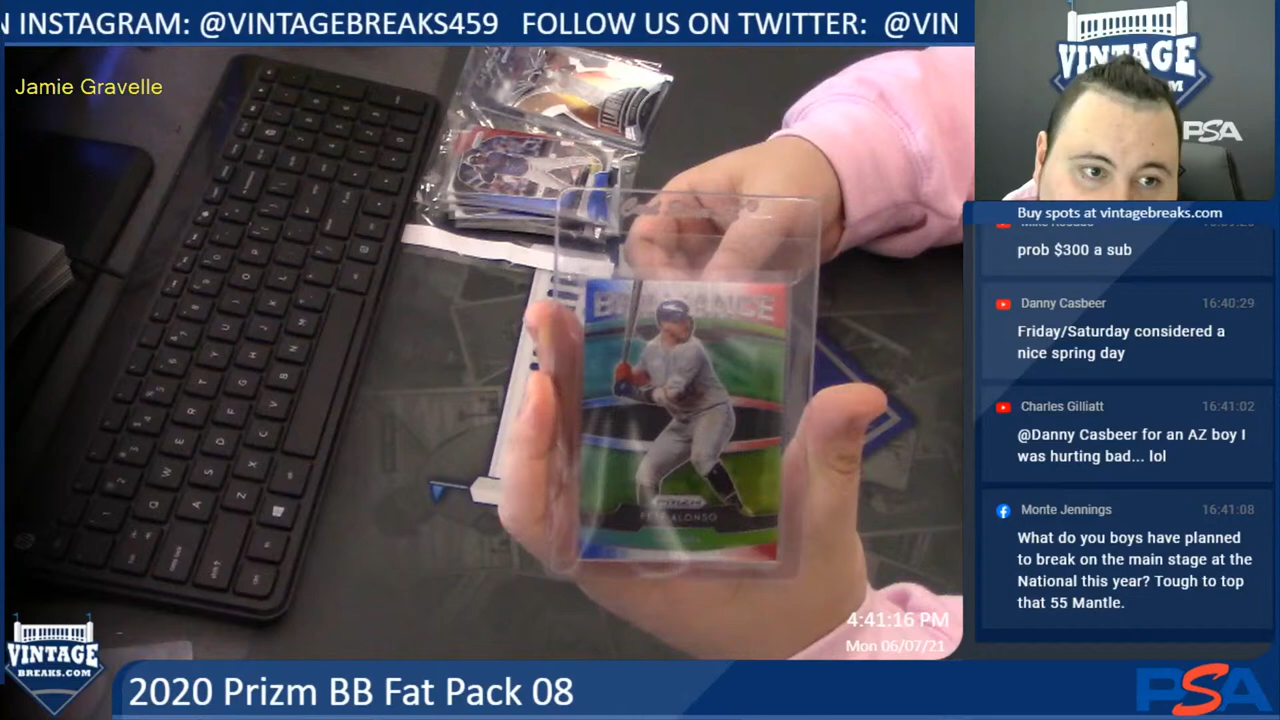 N INSTAGRAM: @VINTAGEBREAKS459 FOLLOW US ON TWITTER: @VIN
Jamie Gravelle
VINTAGE
.COM
PSA
Buy spots at vintagebreaks.com
prob $300 a sub
Danny Casbeer 16:40:29
Friday/Saturday considered a
nice spring day
Charles Gilliatt 16:41:02
@Danny Casbeer for an AZ boy I
was hurting bad... lol
Monte Jennings 16:41:08
What do you boys have planned
to break on the main stage at the
National this year? Tough to top
that 55 Mantle.
PRIZM
PETE ALONSO
4:41:16 PM
Mon 06/07/21
VINTAGE
BREAKS.COM
2020 Prizm BB Fat Pack 08
PSA